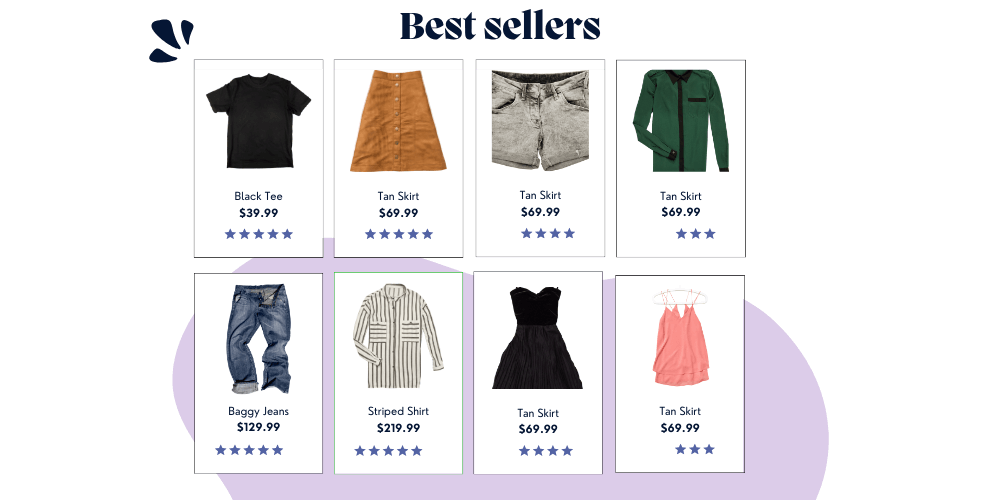 Best sellers
Black Tee
$39.99
Tan Skirt
$69.99
Tan Skirt
$69.99
Tan Skirt
$69.99
Baggy Jeans
$129.99
Striped Shirt
$219.99
Tan Skirt
$69.99
Tan Skirt
$69.99